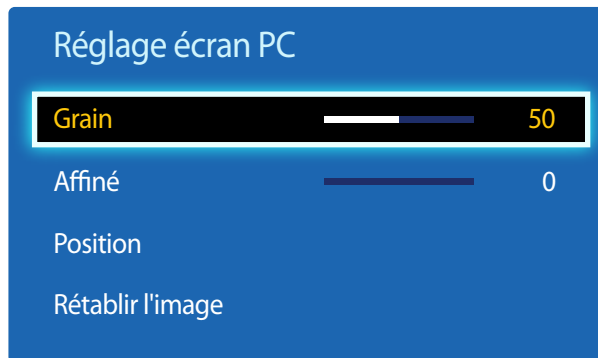 Réglage écran PC
Grain 50
Affiné 0
Position
Rétablir l'image